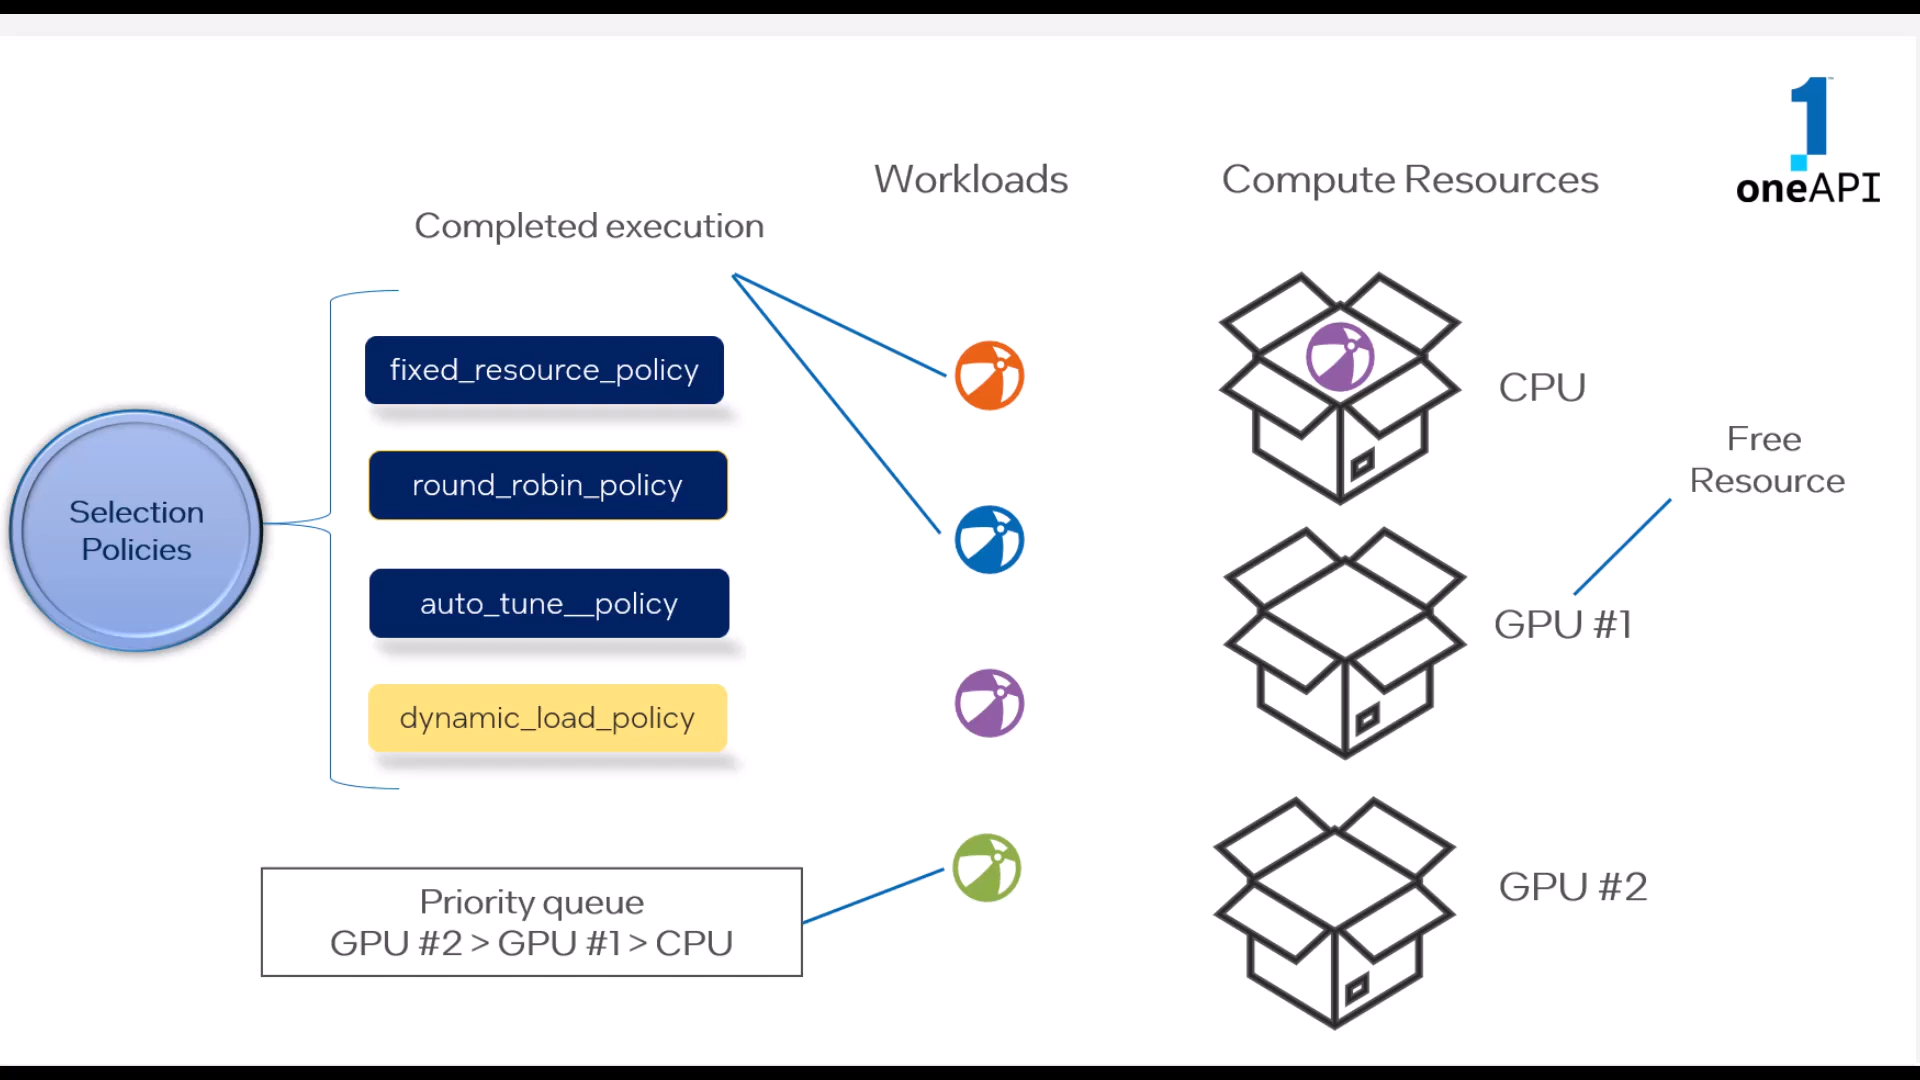 oneAPI
Workloads
Compute Resources
Completed execution
fixed_resource_policy
round_robin_policy
auto_tune__policy
dynamic_load_policy
Selection
Policies
CPU
Free
Resource
GPU #1
GPU #2
Priority queue
GPU #2 > GPU #1 > CPU